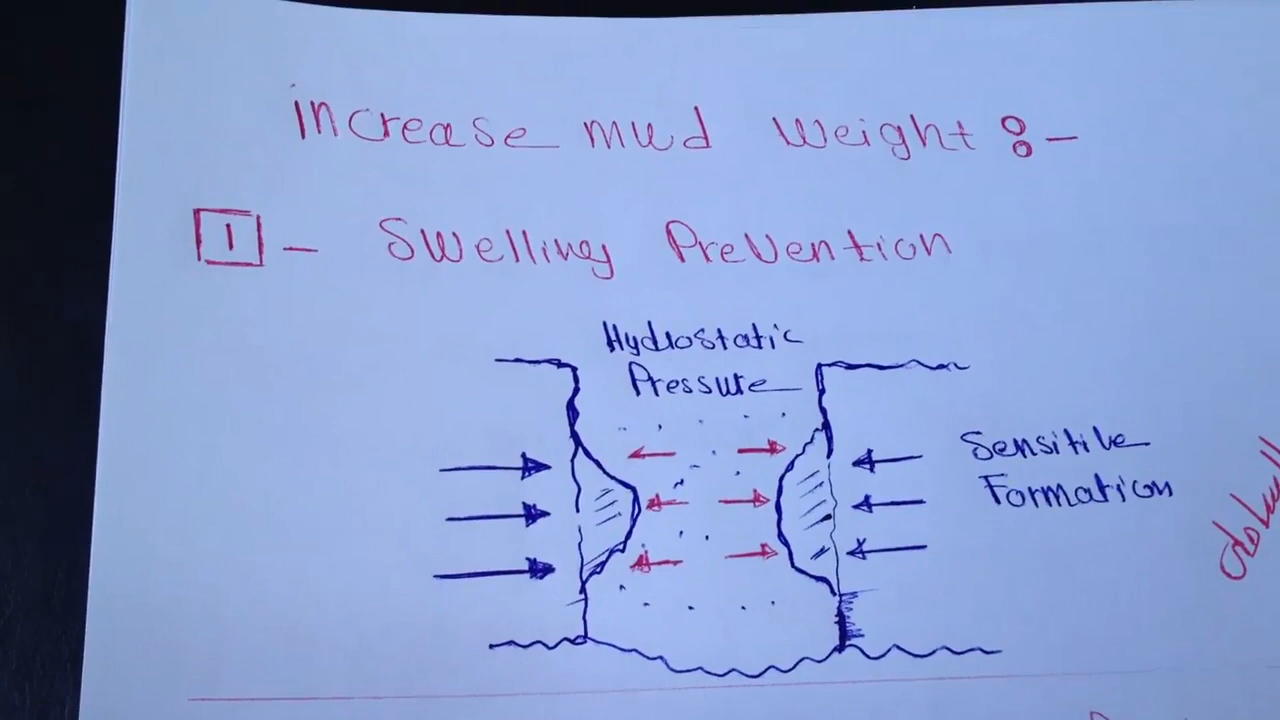 increase mud weight :-
1 - Swelling Prevention
Hydrostatic
Pressure
Sensitive
Formation